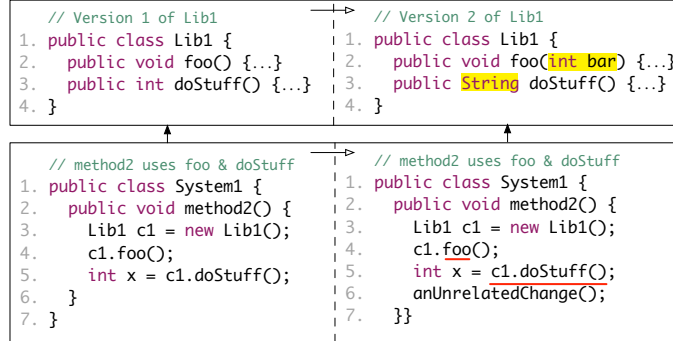 // Version 1 of Lib1
1. public class Lib1 {
2. public void foo() {...}
3. public int doStuff() {...}
4. }
// Version 2 of Lib1
1. public class Lib1 {
2. public void foo(int bar) {...}
3. public String doStuff() {...}
4. }
// method2 uses foo & doStuff
1. public class System1 {
2. public void method2() {
3. Lib1 c1 = new Lib1();
4. c1.foo();
5. int x = c1.doStuff();
6. }
7. }
// method2 uses foo & doStuff
1. public class System1 {
2. public void method2() {
3. Lib1 c1 = new Lib1();
4. c1.foo();
5. int x = c1.doStuff();
6. anUnrelatedChange();
7. }}